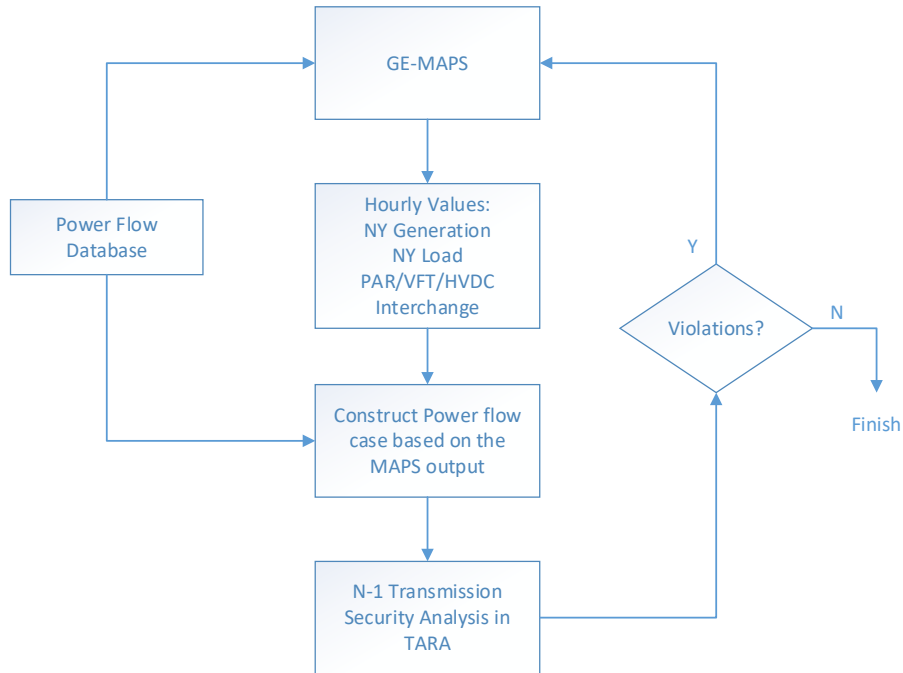 GE-MAPS
Hourly Values:
NY Generation
NY Load
PAR/VFT/HVDC
Interchange
Power Flow
Database
Y
Violations?
N
Finish
Construct Power flow
case based on the
MAPS output
N-1 Transmission
Security Analysis in
TARA